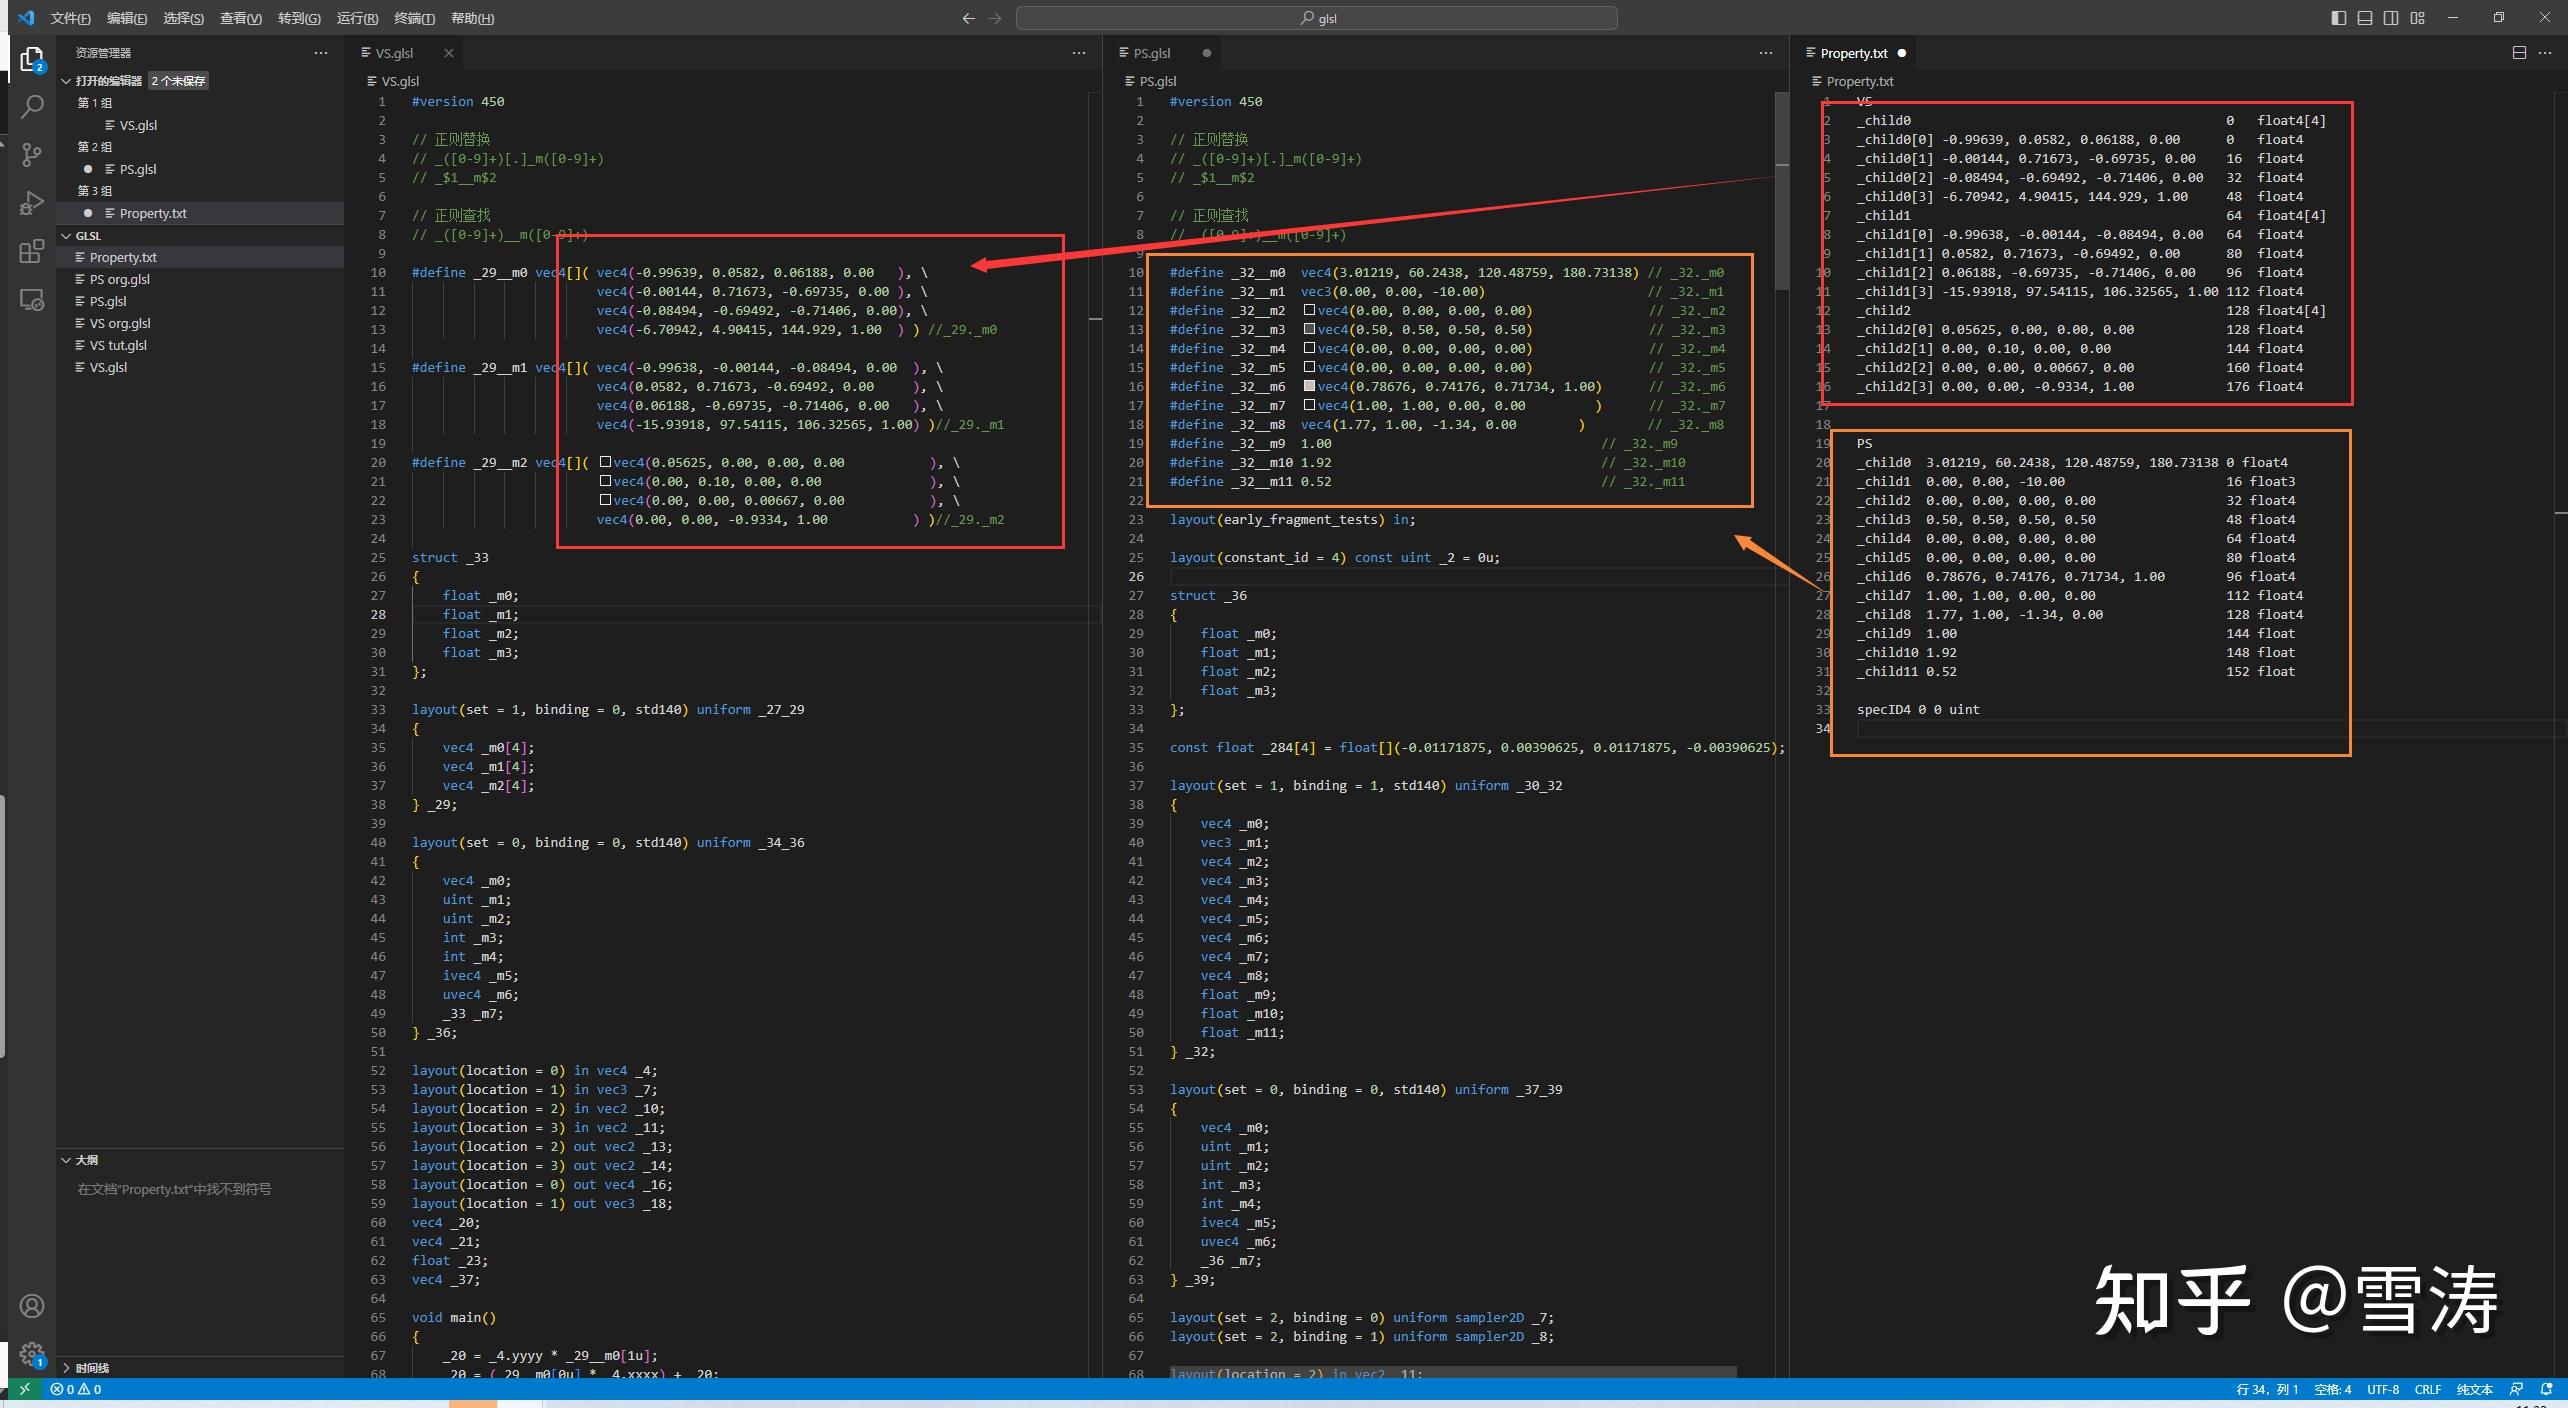 文件(F) 编辑(E) 选择(S) 查看(V) 转到(G) 运行(R) 终端(T) 帮助(H)
glsl
资源管理器
打开的编辑器 2 个未保存
第 1 组
VS.glsl
第 2 组
PS.glsl
第 3 组
Property.txt
GLSL
Property.txt
PS org.glsl
PS.glsl
VS org.glsl
VS tut.glsl
VS.glsl
大纲
在文档"Property.txt"中找不到符号
时间线
2
1
VS.glsl
VS.glsl
1 #version 450
2
3 // 正则替换
4 // _([0-9]+)[.]_m([0-9]+)
5 // _$1__m$2
6
7 // 正则查找
8 // _([0-9]+)__m([0-9]+)
9
10 #define _29__m0 vec4[]( vec4(-0.99639, 0.0582, 0.06188, 0.00 ), \
11 vec4(-0.00144, 0.71673, -0.69735, 0.00 ), \
12 vec4(-0.08494, -0.69492, -0.71406, 0.00), \
13 vec4(-6.70942, 4.90415, 144.929, 1.00 ) ) //_29._m0
14
15 #define _29__m1 vec4[]( vec4(-0.99638, -0.00144, -0.08494, 0.00 ), \
16 vec4(0.0582, 0.71673, -0.69492, 0.00 ), \
17 vec4(0.06188, -0.69735, -0.71406, 0.00 ), \
18 vec4(-15.93918, 97.54115, 106.32565, 1.00) )//_29._m1
19
20 #define _29__m2 vec4[]( vec4(0.05625, 0.00, 0.00, 0.00 ), \
21 vec4(0.00, 0.10, 0.00, 0.00 ), \
22 vec4(0.00, 0.00, 0.00667, 0.00 ), \
23 vec4(0.00, 0.00, -0.9334, 1.00 ) )//_29._m2
24
25 struct _33
26 {
27 float _m0;
28 float _m1;
29 float _m2;
30 float _m3;
31 };
32
33 layout(set = 1, binding = 0, std140) uniform _27_29
34 {
35 vec4 _m0[4];
36 vec4 _m1[4];
37 vec4 _m2[4];
38 } _29;
39
40 layout(set = 0, binding = 0, std140) uniform _34_36
41 {
42 vec4 _m0;
43 uint _m1;
44 uint _m2;
45 int _m3;
46 int _m4;
47 ivec4 _m5;
48 uvec4 _m6;
49 _33 _m7;
50 } _36;
51
52 layout(location = 0) in vec4 _4;
53 layout(location = 1) in vec3 _7;
54 layout(location = 2) in vec2 _10;
55 layout(location = 3) in vec2 _11;
56 layout(location = 2) out vec2 _13;
57 layout(location = 3) out vec2 _14;
58 layout(location = 0) out vec4 _16;
59 layout(location = 1) out vec3 _18;
60 vec4 _20;
61 vec4 _21;
62 float _23;
63 vec4 _37;
64
65 void main()
66 {
67 _20 = _4.yyyy * _29__m0[1u];
68 _20 = (_29__m0[0u] * _4.xxxx) + _20;
PS.glsl
PS.glsl
1 #version 450
2
3 // 正则替换
4 // _([0-9]+)[.]_m([0-9]+)
5 // _$1__m$2
6
7 // 正则查找
8 // _([0-9]+)__m([0-9]+)
9
10 #define _32__m0 vec4(3.01219, 60.2438, 120.48759, 180.73138) // _32._m0
11 #define _32__m1 vec3(0.00, 0.00, -10.00) // _32._m1
12 #define _32__m2 vec4(0.00, 0.00, 0.00, 0.00) // _32._m2
13 #define _32__m3 vec4(0.50, 0.50, 0.50, 0.50) // _32._m3
14 #define _32__m4 vec4(0.00, 0.00, 0.00, 0.00) // _32._m4
15 #define _32__m5 vec4(0.00, 0.00, 0.00, 0.00) // _32._m5
16 #define _32__m6 vec4(0.78676, 0.74176, 0.71734, 1.00) // _32._m6
17 #define _32__m7 vec4(1.00, 1.00, 0.00, 0.00 ) // _32._m7
18 #define _32__m8 vec4(1.77, 1.00, -1.34, 0.00 ) // _32._m8
19 #define _32__m9 1.00 // _32._m9
20 #define _32__m10 1.92 // _32._m10
21 #define _32__m11 0.52 // _32._m11
22
23 layout(early_fragment_tests) in;
24
25 layout(constant_id = 4) const uint _2 = 0u;
26
27 struct _36
28 {
29 float _m0;
30 float _m1;
31 float _m2;
32 float _m3;
33 };
34
35 const float _284[4] = float[](-0.01171875, 0.00390625, 0.01171875, -0.00390625);
36
37 layout(set = 1, binding = 1, std140) uniform _30_32
38 {
39 vec4 _m0;
40 vec3 _m1;
41 vec4 _m2;
42 vec4 _m3;
43 vec4 _m4;
44 vec4 _m5;
45 vec4 _m6;
46 vec4 _m7;
47 vec4 _m8;
48 float _m9;
49 float _m10;
50 float _m11;
51 } _32;
52
53 layout(set = 0, binding = 0, std140) uniform _37_39
54 {
55 vec4 _m0;
56 uint _m1;
57 uint _m2;
58 int _m3;
59 int _m4;
60 ivec4 _m5;
61 uvec4 _m6;
62 _36 _m7;
63 } _39;
64
65 layout(set = 2, binding = 0) uniform sampler2D _7;
66 layout(set = 2, binding = 1) uniform sampler2D _8;
67
68 layout(location = 2) in vec2 _11;
Property.txt
Property.txt
1 VS
2 _child0 0 float4[4]
3 _child0[0] -0.99639, 0.0582, 0.06188, 0.00 0 float4
4 _child0[1] -0.00144, 0.71673, -0.69735, 0.00 16 float4
5 _child0[2] -0.08494, -0.69492, -0.71406, 0.00 32 float4
6 _child0[3] -6.70942, 4.90415, 144.929, 1.00 48 float4
7 _child1 64 float4[4]
8 _child1[0] -0.99638, -0.00144, -0.08494, 0.00 64 float4
9 _child1[1] 0.0582, 0.71673, -0.69492, 0.00 80 float4
10 _child1[2] 0.06188, -0.69735, -0.71406, 0.00 96 float4
11 _child1[3] -15.93918, 97.54115, 106.32565, 1.00 112 float4
12 _child2 128 float4[4]
13 _child2[0] 0.05625, 0.00, 0.00, 0.00 128 float4
14 _child2[1] 0.00, 0.10, 0.00, 0.00 144 float4
15 _child2[2] 0.00, 0.00, 0.00667, 0.00 160 float4
16 _child2[3] 0.00, 0.00, -0.9334, 1.00 176 float4
17
18
19 PS
20 _child0 3.01219, 60.2438, 120.48759, 180.73138 0 float4
21 _child1 0.00, 0.00, -10.00 16 float3
22 _child2 0.00, 0.00, 0.00, 0.00 32 float4
23 _child3 0.50, 0.50, 0.50, 0.50 48 float4
24 _child4 0.00, 0.00, 0.00, 0.00 64 float4
25 _child5 0.00, 0.00, 0.00, 0.00 80 float4
26 _child6 0.78676, 0.74176, 0.71734, 1.00 96 float4
27 _child7 1.00, 1.00, 0.00, 0.00 112 float4
28 _child8 1.77, 1.00, -1.34, 0.00 128 float4
29 _child9 1.00 144 float
30 _child10 1.92 148 float
31 _child11 0.52 152 float
32
33 specID4 0 0 uint
34
知乎 @雪涛
0 0
行 34，列 1 空格: 4 UTF-8 CRLF 纯文本